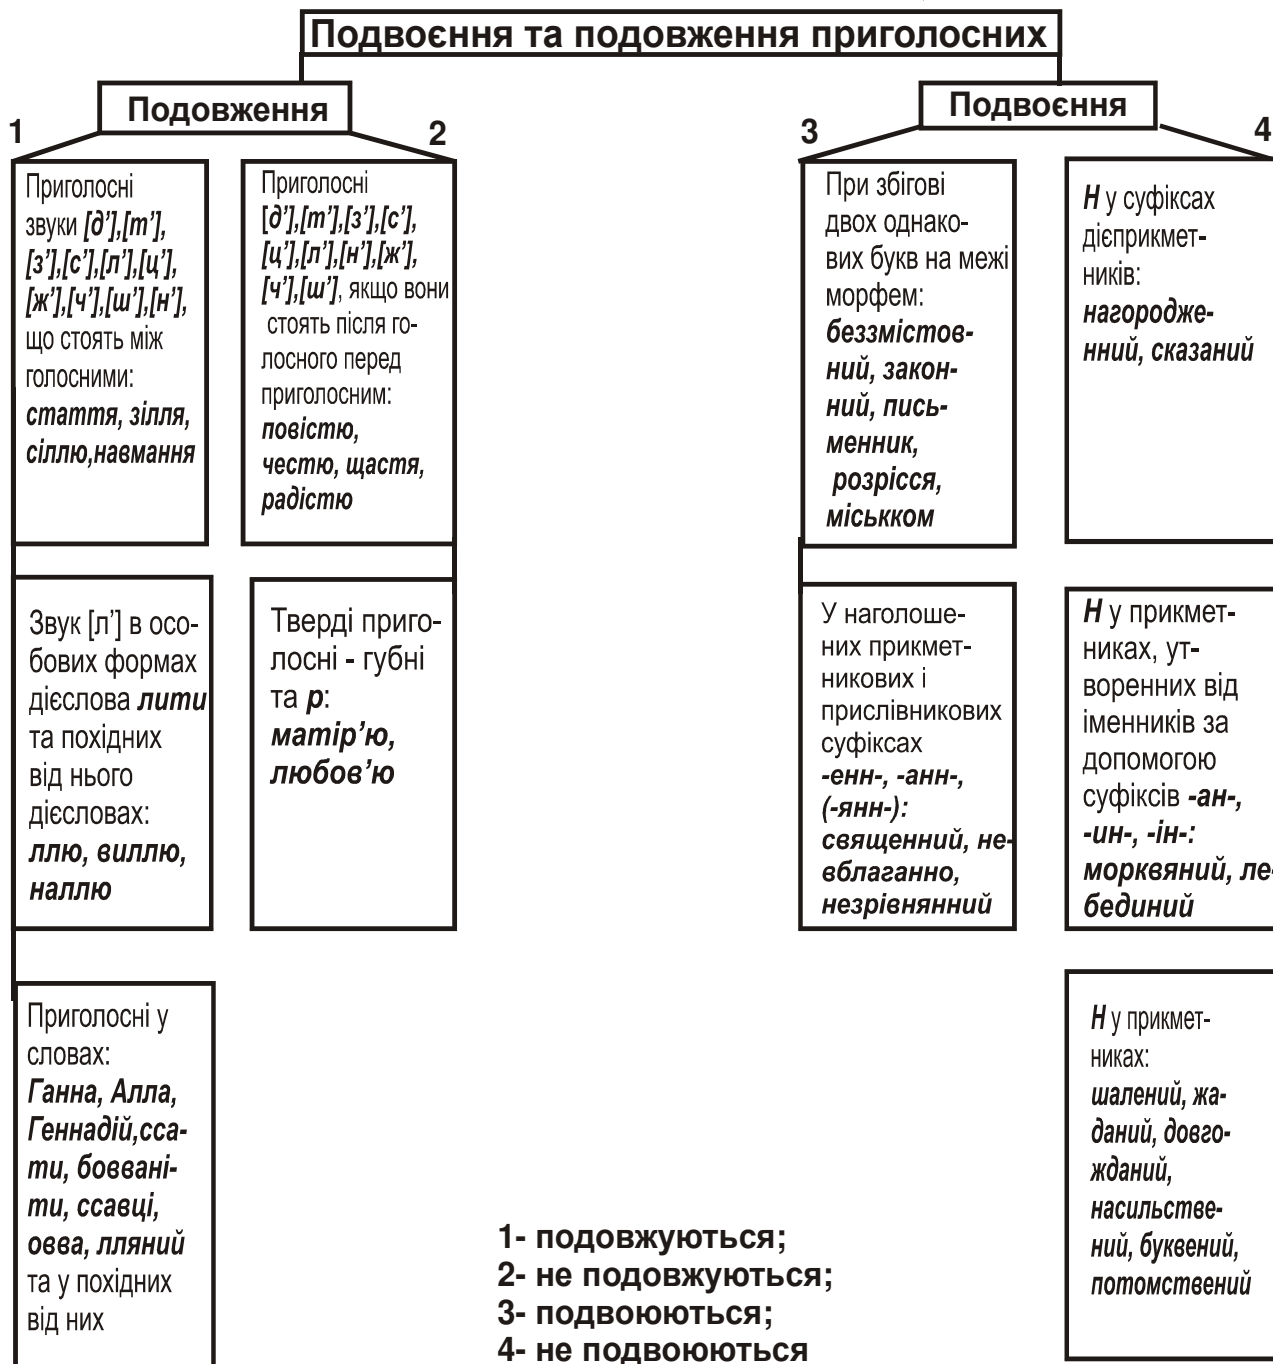 Подвоєння та подовження приголосних
Подовження
Подвоєння
1
2
3
4
Приголосні
звуки [д’],[т’],
[з’],[с’],[л’],[ц’],
[ж’],[ч’],[ш’],[н’],
що стоять між
голосними:
стаття, зілля,
сіллю,навмання
Приголосні
[д’],[т’],[з’],[с’],
[ц’],[л’],[н’],[ж’],
[ч’],[ш’], якщо вони
стоять після го-
лосного перед
приголосним:
повістю,
честю, щастя,
радістю
При збігові
двох однако-
вих букв на межі
морфем:
беззмістов-
ний, закон-
ний, пись-
менник,
розрісся,
міськком
Н у суфіксах
дієприкмет-
ників:
нагородже-
нний, сказаний
Звук [л’] в осо-
бових формах
дієслова лити
та похідних
від нього
дієсловах:
ллю, виллю,
наллю
Тверді приго-
лосні - губні
та р:
матір’ю,
любов’ю
У наголоше-
них прикмет-
никових і
прислівникових
суфіксах
-енн-, -анн-,
(-янн-):
священний, не-
вблаганно,
незрівнянний
Н у прикмет-
никах, ут-
воренних від
іменників за
допомогою
суфіксів -ан-,
-ин-, -ін-:
морквяний, ле-
бединий
Приголосні у
словах:
Ганна, Алла,
Геннадій,сса-
ти, боввані-
ти, ссавці,
овва, лляний
та у похідних
від них
Н у прикмет-
никах:
шалений, жа-
даний, довго-
жданий,
насильстве-
ний, буквений,
потомствений
1- подовжуються;
2- не подовжуються;
3- подвоюються;
4- не подвоюються